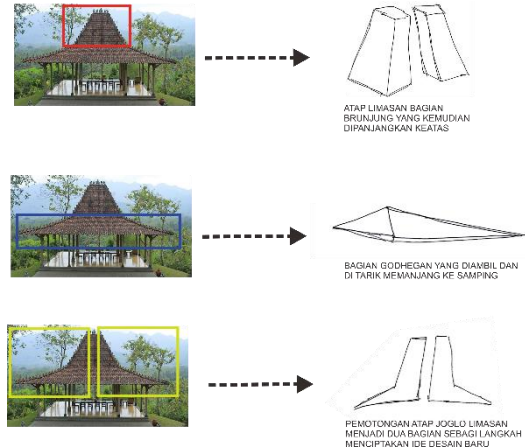 ATAP LIMASAN BAGIAN
BRUNJUNG YANG KEMUDIAN
DIPANJANGKAN KEATAS
BAGIAN GODHEGAN YANG DIAMBIL DAN
DI TARIK MEMANJANG KE SAMPING
PEMOTONGAN ATAP JOGLO LIMASAN
MENJADI DUA BAGIAN SEBAGAI LANGKAH
MENCIPTAKAN IDE DESAIN BARU